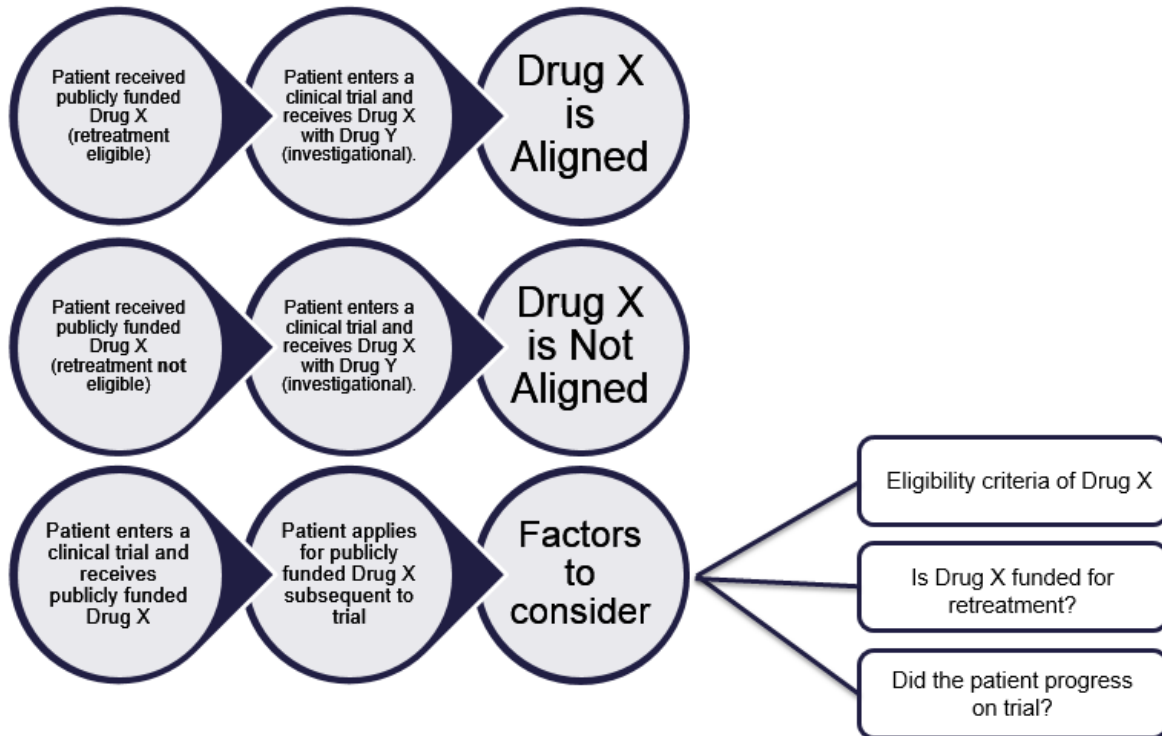 Patient received
publicly funded
Drug X
(retreatment
eligible)
Patient enters a
clinical trial and
receives Drug X
with Drug Y
(investigational).
Drug X
is
Aligned
Patient received
publicly funded
Drug X
(retreatment not
eligible)
Patient enters a
clinical trial and
receives Drug X
with Drug Y
(investigational).
Drug X
is Not
Aligned
Patient enters a
clinical trial and
receives
publicly funded
Drug X
Patient applies
for publicly
funded Drug X
subsequent to
trial
Factors
to
consider
Eligibility criteria of Drug X
Is Drug X funded for
retreatment?
Did the patient progress
on trial?